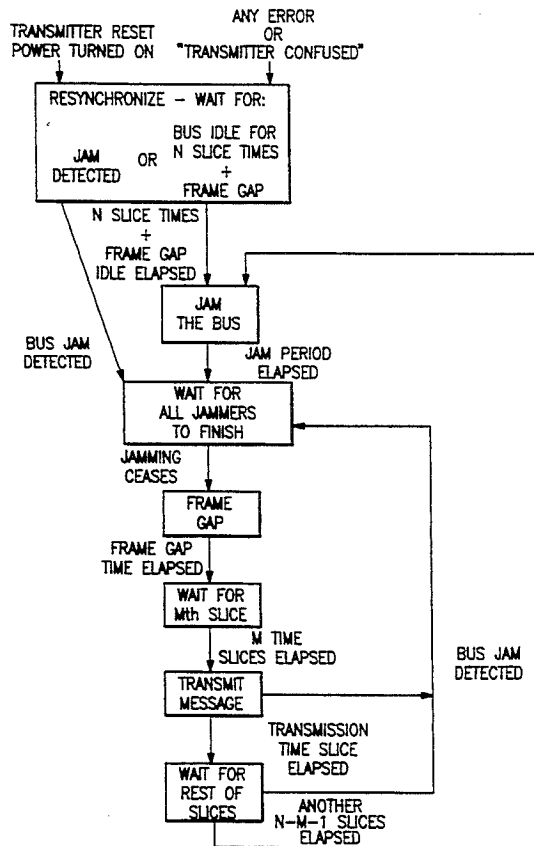 TRANSMITTER RESET
POWER TURNED ON
ANY ERROR
OR
"TRANSMITTER CONFUSED"
RESYNCHRONIZE – WAIT FOR:
JAM
DETECTED
OR
BUS IDLE FOR
N SLICE TIMES
+
FRAME GAP
N SLICE TIMES
+
FRAME GAP
IDLE ELAPSED
JAM
THE BUS
BUS JAM
DETECTED
JAM PERIOD
ELAPSED
WAIT FOR
ALL JAMMERS
TO FINISH
JAMMING
CEASES
FRAME
GAP
FRAME GAP
TIME ELAPSED
WAIT FOR
Mth SLICE
M TIME
SLICES ELAPSED
BUS JAM
DETECTED
TRANSMIT
MESSAGE
TRANSMISSION
TIME SLICE
ELAPSED
WAIT FOR
REST OF
SLICES
ANOTHER
N–M–1 SLICES
ELAPSED